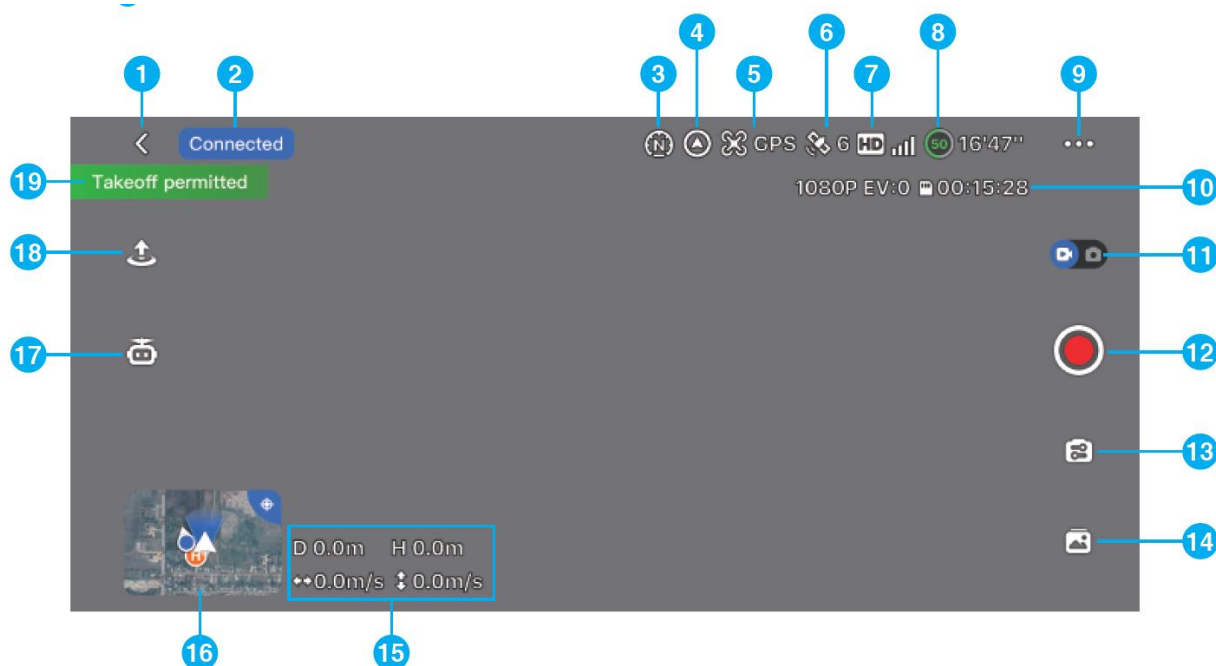 4 6 8
1 2 3 5 7 9
Connected N GPS 6 HD 50 16'47"
19 Takeoff permitted
1080P EV:0 00:15:28 10
18 11
17 12
13
14
D 0.0m H 0.0m
0.0m/s 0.0m/s
H
16 15